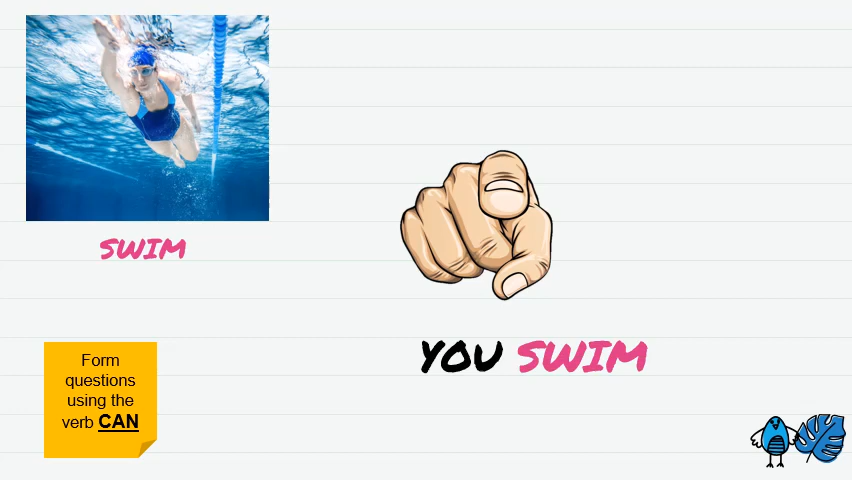 SWIM
YOU SWIM
Form
questions
using the
verb CAN